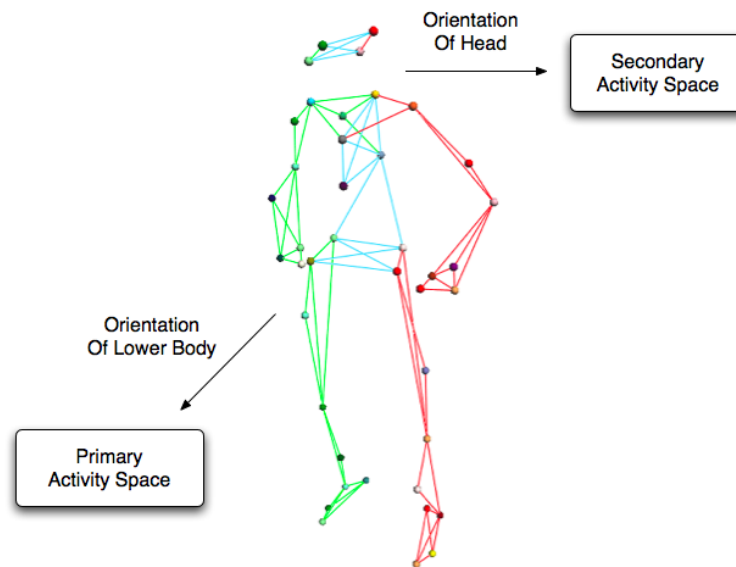 Orientation
Of Head
Secondary
Activity Space
Orientation
Of Lower Body
Primary
Activity Space